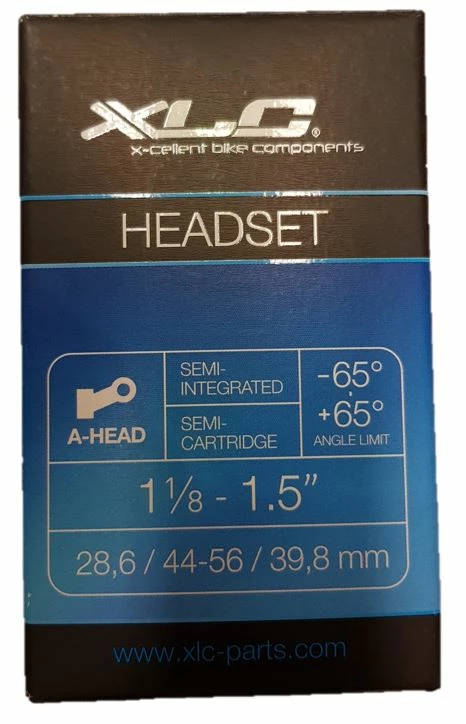 XLC®
x-cellent bike components
HEADSET
A-HEAD
SEMI-
INTEGRATED
SEMI-
CARTRIDGE
-65°
+65°
ANGLE LIMIT
1⅛ - 1.5”
28,6 / 44-56 / 39,8 mm
www.xlc-parts.com